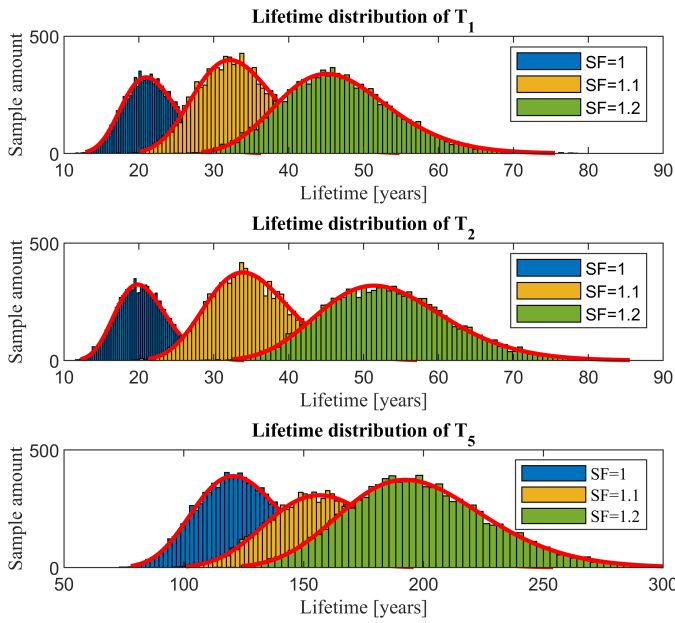 Lifetime distribution of T1
500
0
Sample amount
SF=1
SF=1.1
SF=1.2
10 20 30 40 50 60 70 80 90
Lifetime [years]
Lifetime distribution of T2
500
0
Sample amount
SF=1
SF=1.1
SF=1.2
10 20 30 40 50 60 70 80 90
Lifetime [years]
Lifetime distribution of T5
500
0
Sample amount
SF=1
SF=1.1
SF=1.2
50 100 150 200 250 300
Lifetime [years]